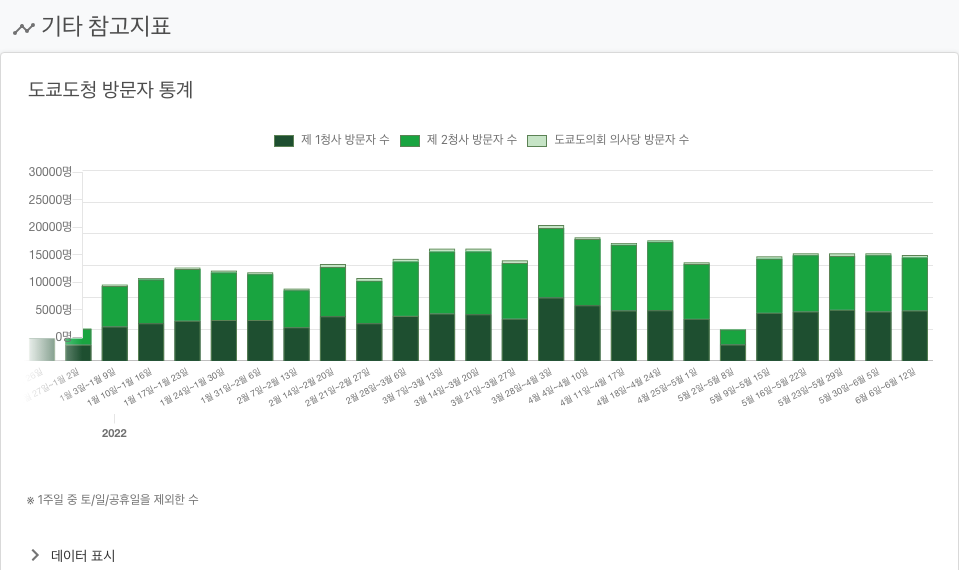 기타 참고지표
도쿄도청 방문자 통계
제 1청사 방문자 수 제 2청사 방문자 수 도쿄도의회 의사당 방문자 수
30000명
25000명
20000명
15000명
10000명
5000명
0명
27일~1월 2일
1월 3일~1월 9일
1월 10일~1월 16일
1월 17일~1월 23일
1월 24일~1월 30일
1월 31일~2월 6일
2월 7일~2월 13일
2월 14일~2월 20일
2월 21일~2월 27일
2월 28일~3월 6일
3월 7일~3월 13일
3월 14일~3월 20일
3월 21일~3월 27일
3월 28일~4월 3일
4월 4일~4월 10일
4월 11일~4월 17일
4월 18일~4월 24일
4월 25일~5월 1일
5월 2일~5월 8일
5월 9일~5월 15일
5월 16일~5월 22일
5월 23일~5월 29일
5월 30일~6월 5일
6월 6일~6월 12일
2022
※ 1주일 중 토/일/공휴일을 제외한 수
데이터 표시